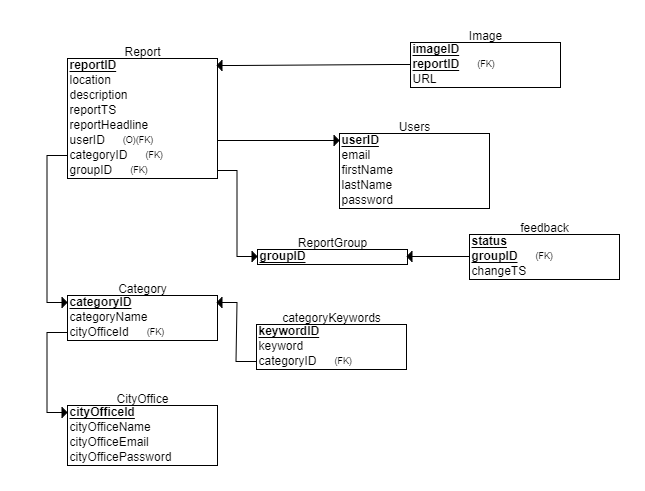 Report
reportID
location
description
reportTS
reportHeadline
userID (O)(FK)
categoryID (FK)
groupID (FK)
Image
imageID
reportID (FK)
URL
Users
userID
email
firstName
lastName
password
ReportGroup
groupID
feedback
status
groupID (FK)
changeTS
Category
categoryID
categoryName
cityOfficeId (FK)
categoryKeywords
keywordID
keyword
categoryID (FK)
CityOffice
cityOfficeId
cityOfficeName
cityOfficeEmail
cityOfficePassword